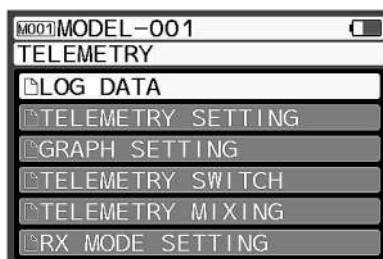 M001 MODEL-001
TELEMETRY
LOG DATA
TELEMETRY SETTING
GRAPH SETTING
TELEMETRY SWITCH
TELEMETRY MIXING
RX MODE SETTING